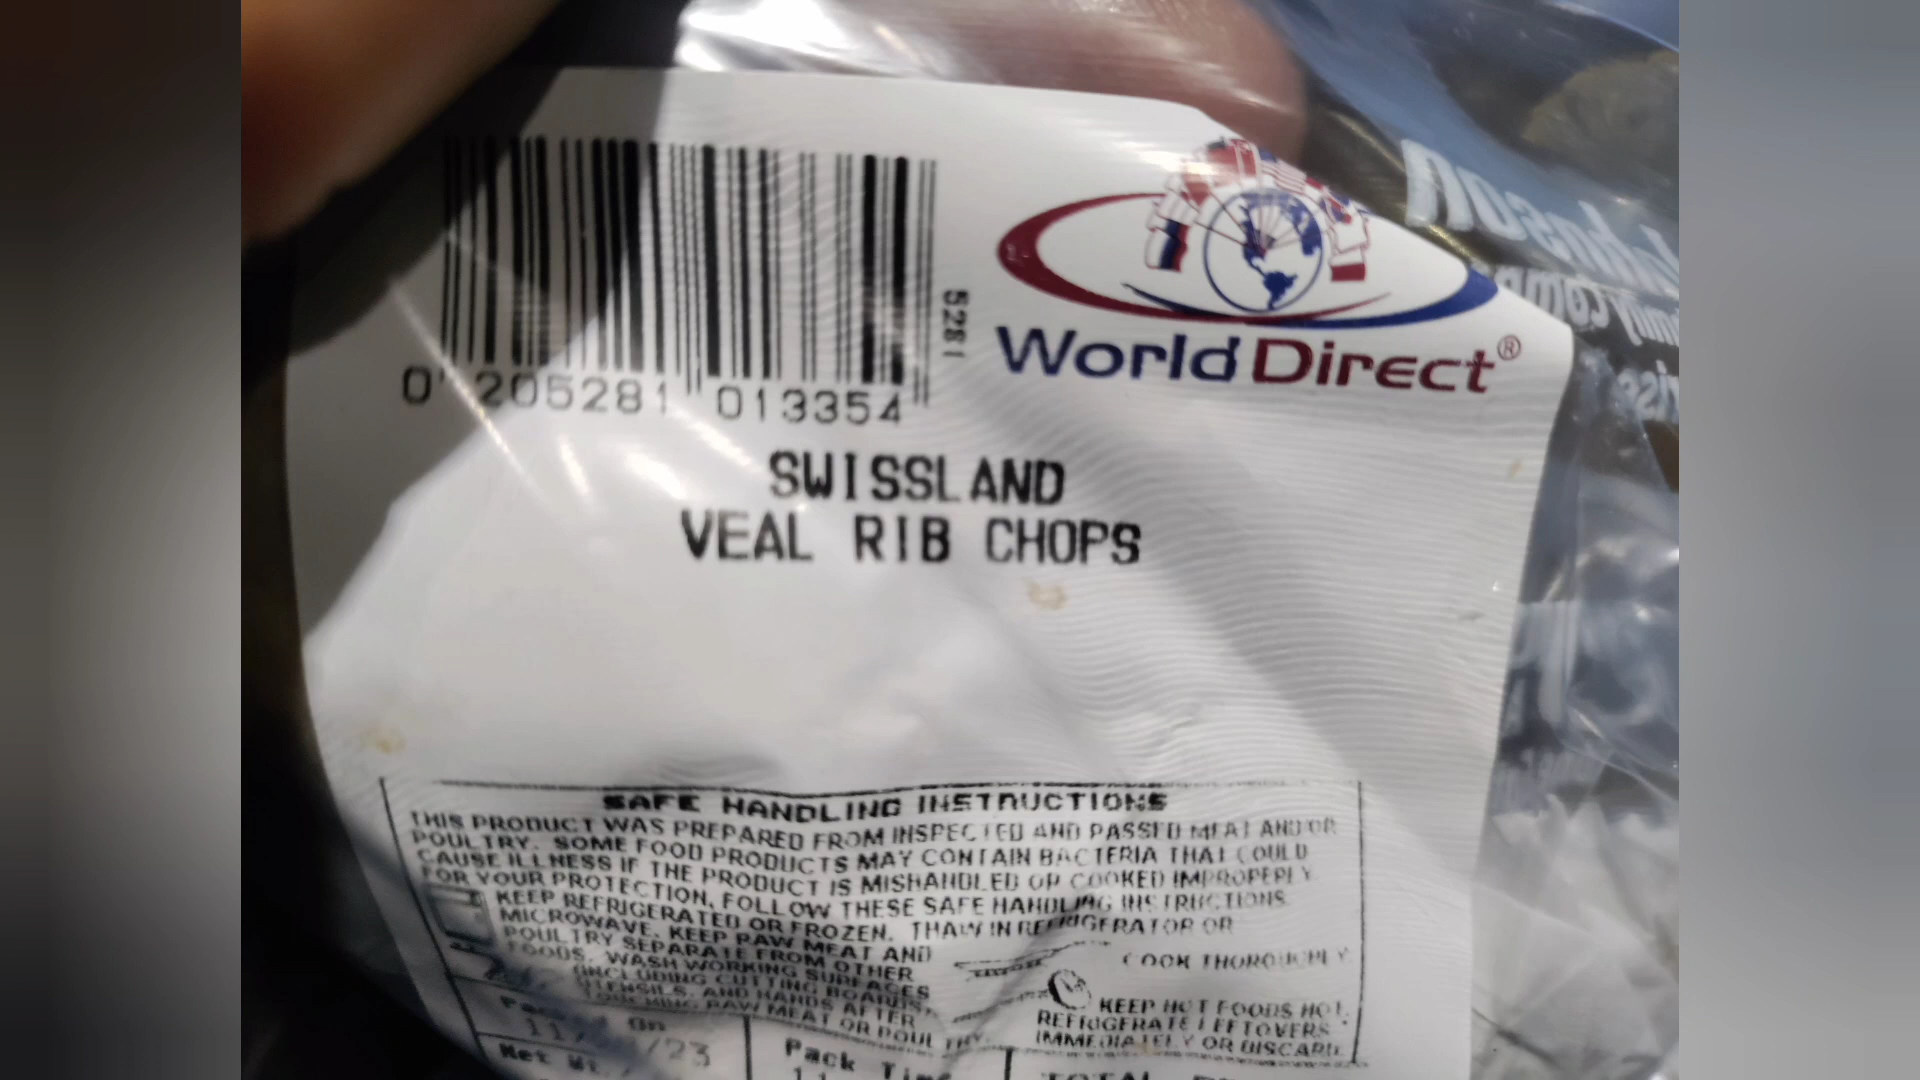 5281
WorldDirect®
0 205281 013354
SWISSLAND
VEAL RIB CHOPS
SAFE HANDLING INSTRUCTIONS
THIS PRODUCT WAS PREPARED FROM INSPECTED AND PASSED MEAT AND/OR
POULTRY. SOME FOOD PRODUCTS MAY CONTAIN BACTERIA THAT COULD
CAUSE ILLNESS IF THE PRODUCT IS MISHANDLED OR COOKED IMPROPERLY.
FOR YOUR PROTECTION, FOLLOW THESE SAFE HANDLING INSTRUCTIONS.
KEEP REFRIGERATED OR FROZEN. THAW IN REFRIGERATOR OR
MICROWAVE. KEEP RAW MEAT AND
POULTRY SEPARATE FROM OTHER
FOODS. WASH WORKING SURFACES
(INCLUDING CUTTING BOARDS),
UTENSILS, AND HANDS AFTER
TOUCHING RAW MEAT OR POULTRY.
COOK THOROUGHLY
KEEP HOT FOODS HOT.
REFRIGERATE LEFTOVERS
IMMEDIATELY OR DISCARD.
On
/23
Net Wt.
Pack Time
TOTAL